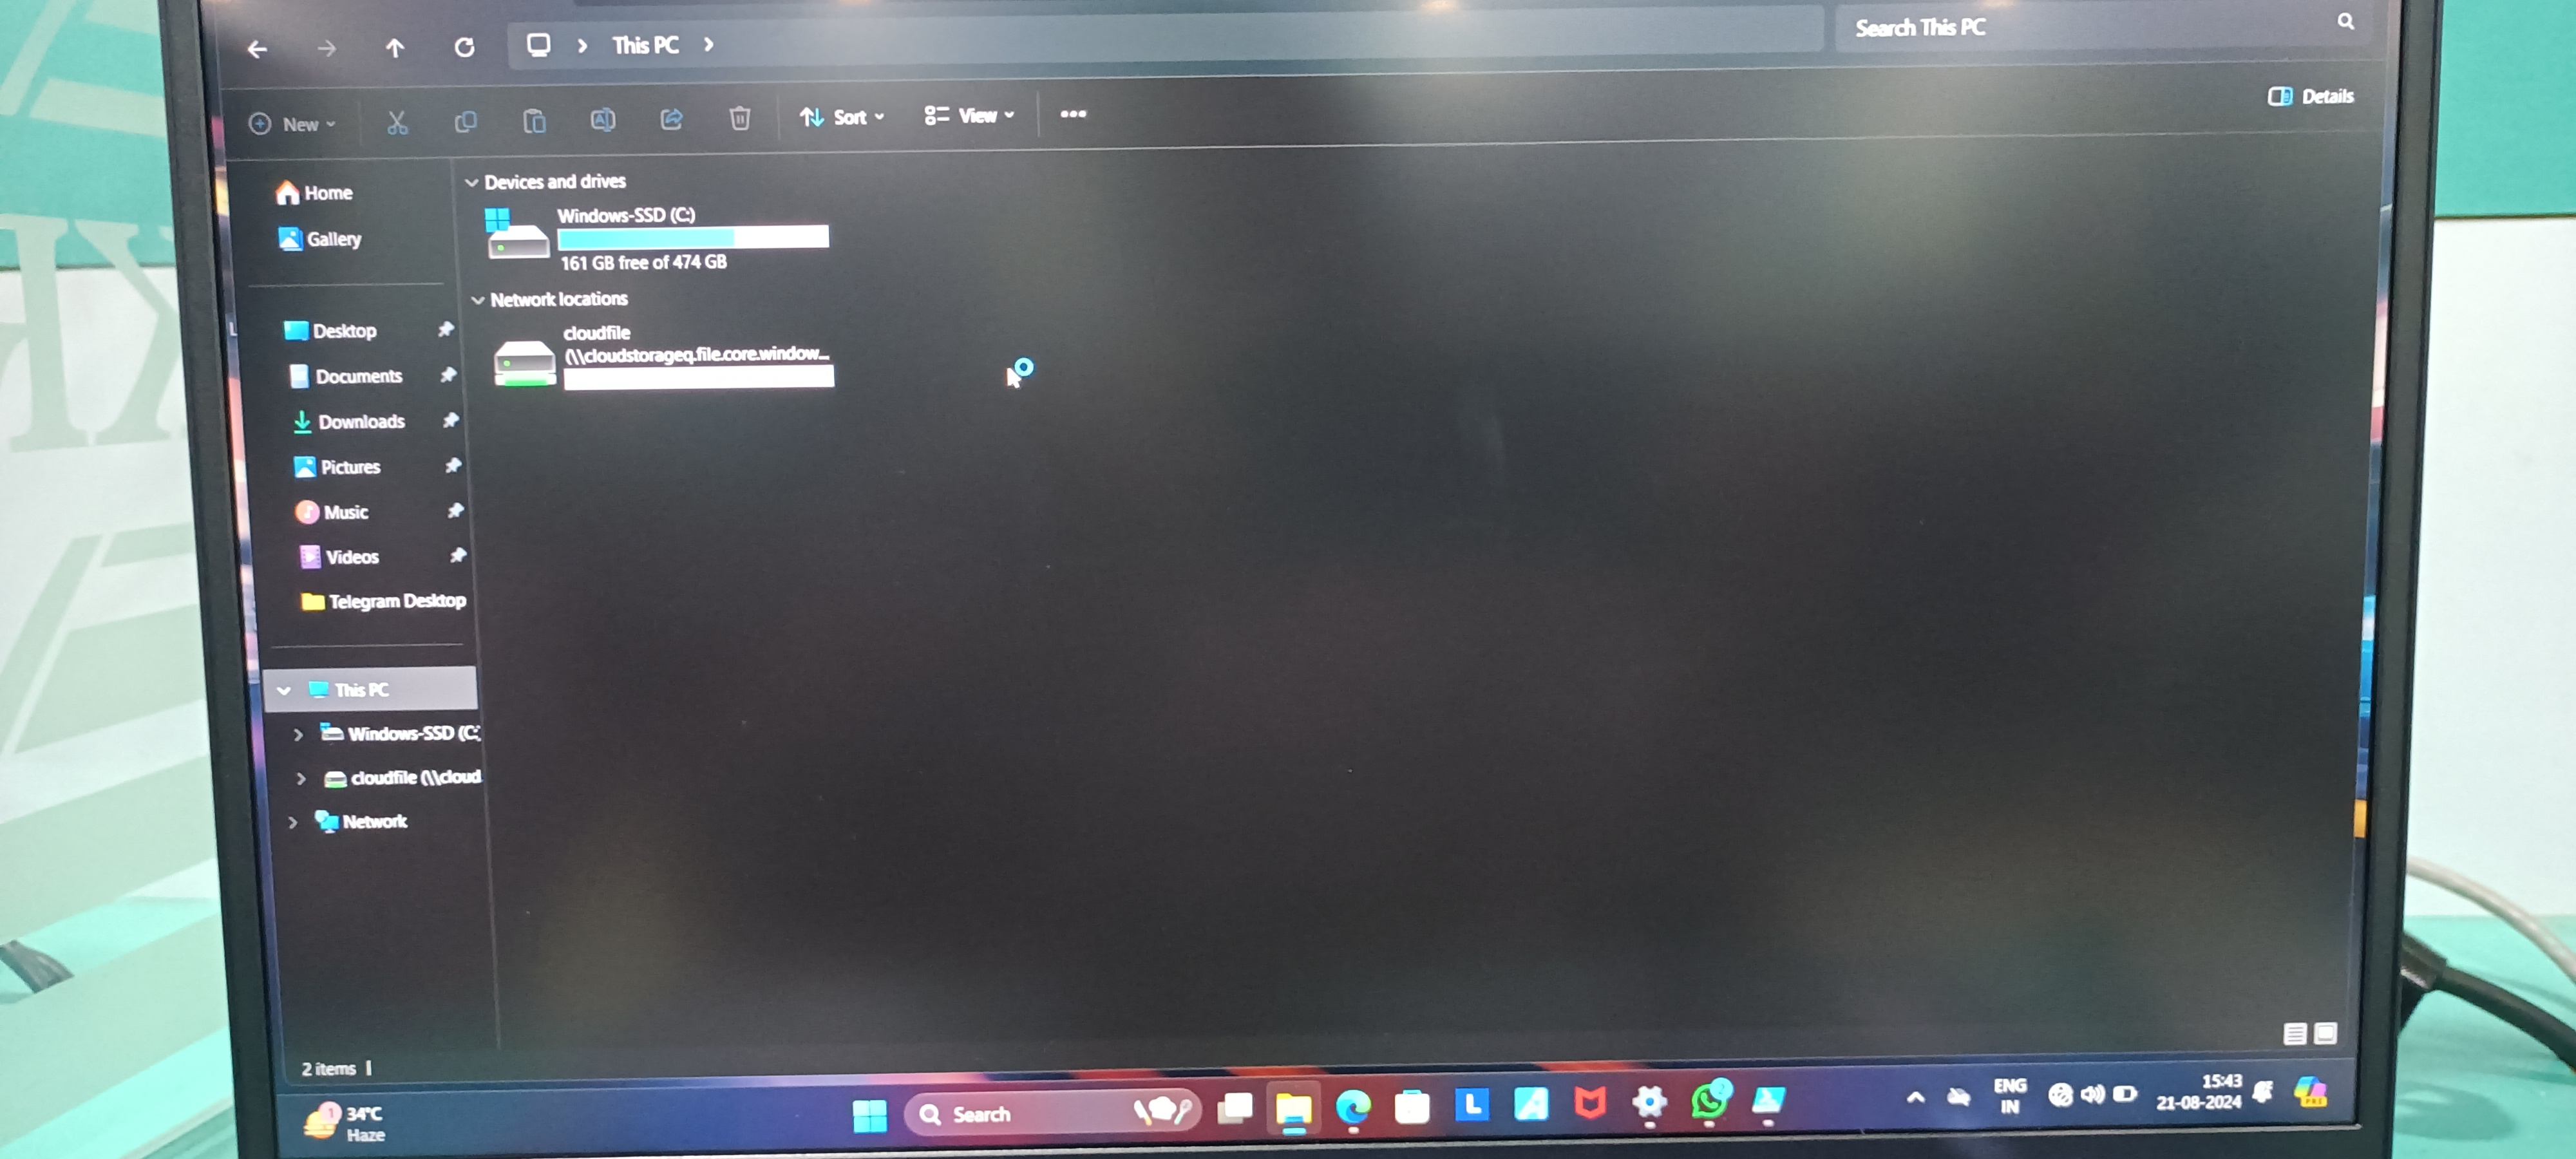 This PC
Search This PC
New
Sort
View
Details
Home
Gallery
Desktop
Documents
Downloads
Pictures
Music
Videos
Telegram Desktop
This PC
Windows-SSD (C:
cloudfile (\\cloud
Network
Devices and drives
Windows-SSD (C:)
161 GB free of 474 GB
Network locations
cloudfile
(\\cloudstorageq.file.core.window...
2 items
1
34°C
Haze
Search
L
ENG
IN
15:43
21-08-2024
PRE